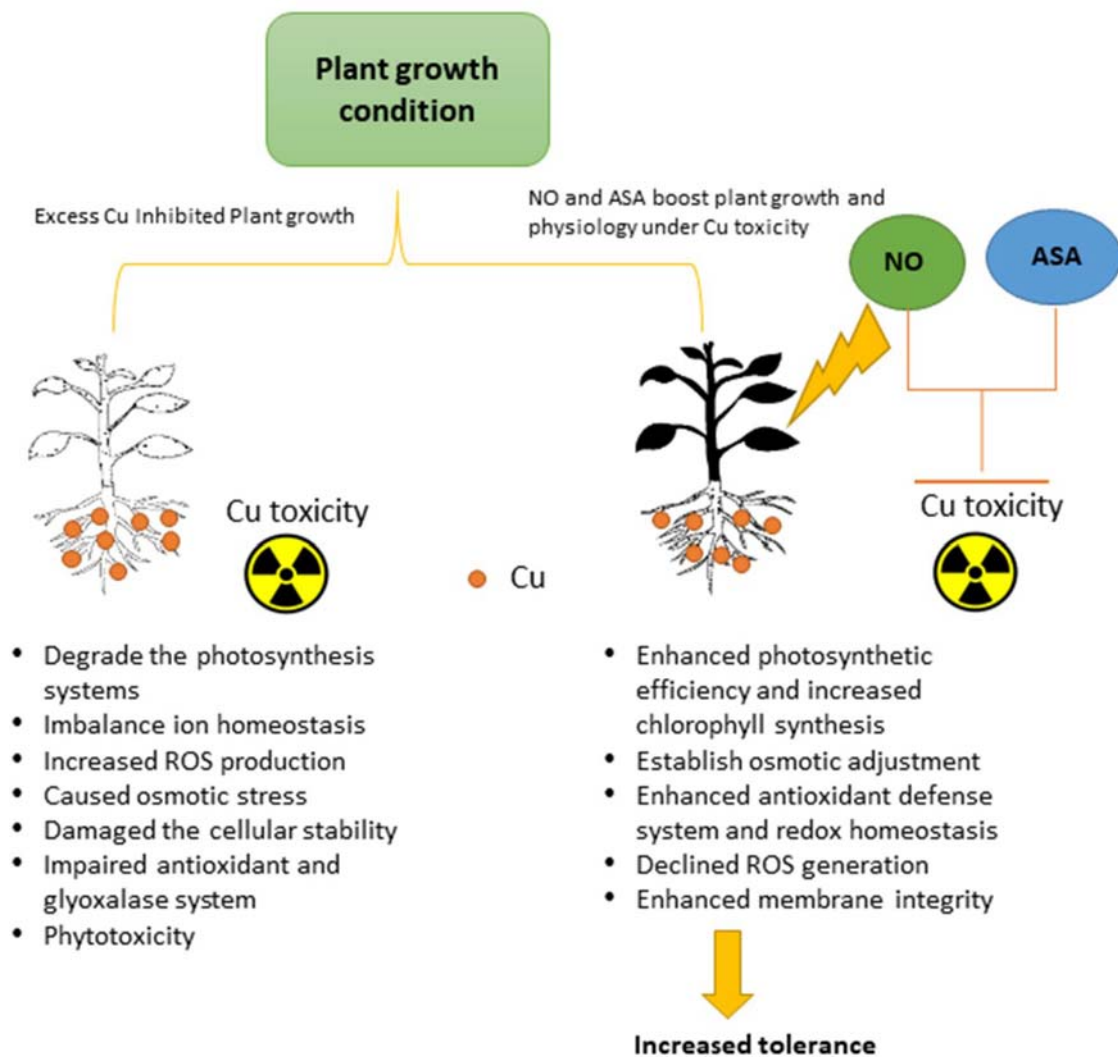 Plant growth
condition
Excess Cu Inhibited Plant growth
NO and ASA boost plant growth and
physiology under Cu toxicity
NO
ASA
Cu toxicity
Cu
Cu toxicity
• Degrade the photosynthesis
systems
• Imbalance ion homeostasis
• Increased ROS production
• Caused osmotic stress
• Damaged the cellular stability
• Impaired antioxidant and
glyoxalase system
• Phytotoxicity
• Enhanced photosynthetic
efficiency and increased
chlorophyll synthesis
• Establish osmotic adjustment
• Enhanced antioxidant defense
system and redox homeostasis
• Declined ROS generation
• Enhanced membrane integrity
Increased tolerance